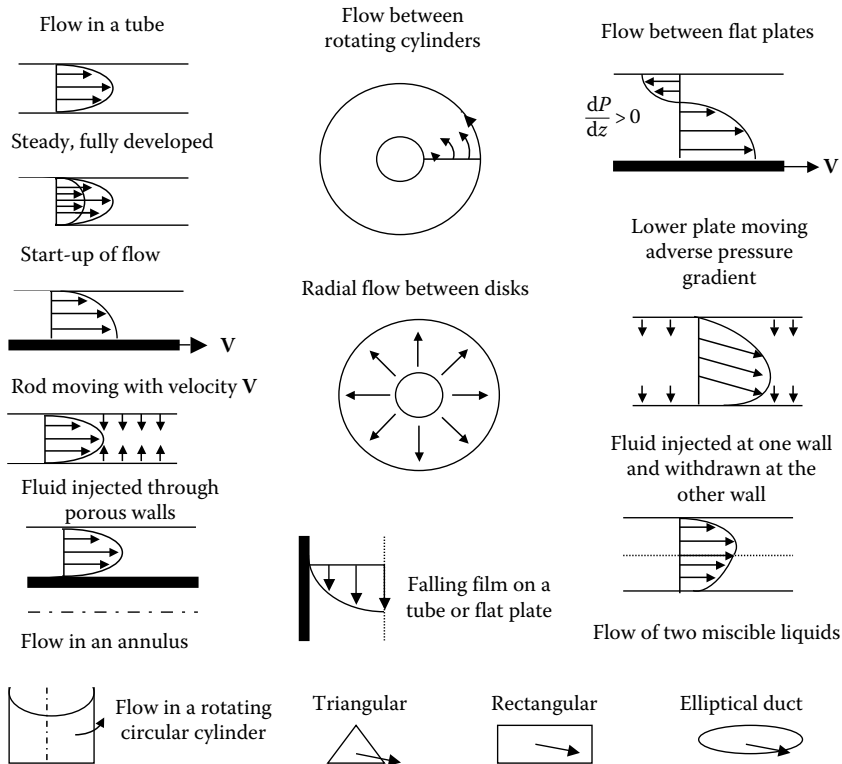 Flow in a tube
Steady, fully developed
Start-up of flow
V
Rod moving with velocity V
Fluid injected through
porous walls
Flow in an annulus
Flow between
rotating cylinders
Radial flow between disks
Falling film on a
tube or flat plate
Flow between flat plates
dP
dz > 0
V
Lower plate moving
adverse pressure
gradient
Fluid injected at one wall
and withdrawn at the
other wall
Flow of two miscible liquids
Flow in a rotating
circular cylinder
Triangular
Rectangular
Elliptical duct